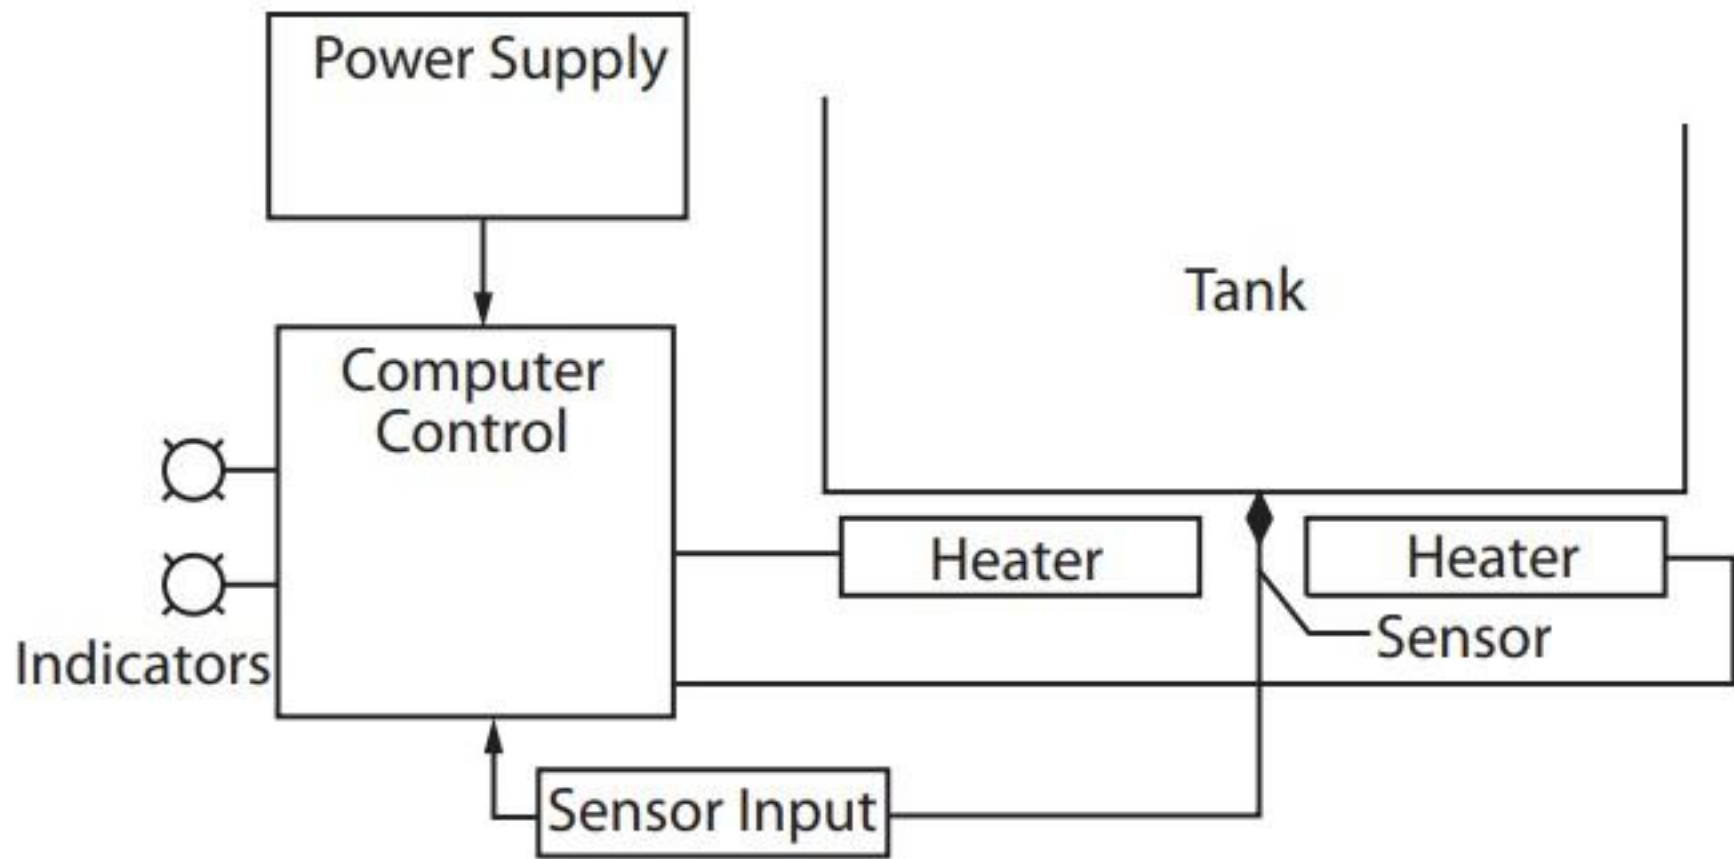 Power Supply
Tank
Computer
Control
Heater
Heater
Sensor
Indicators
Sensor Input